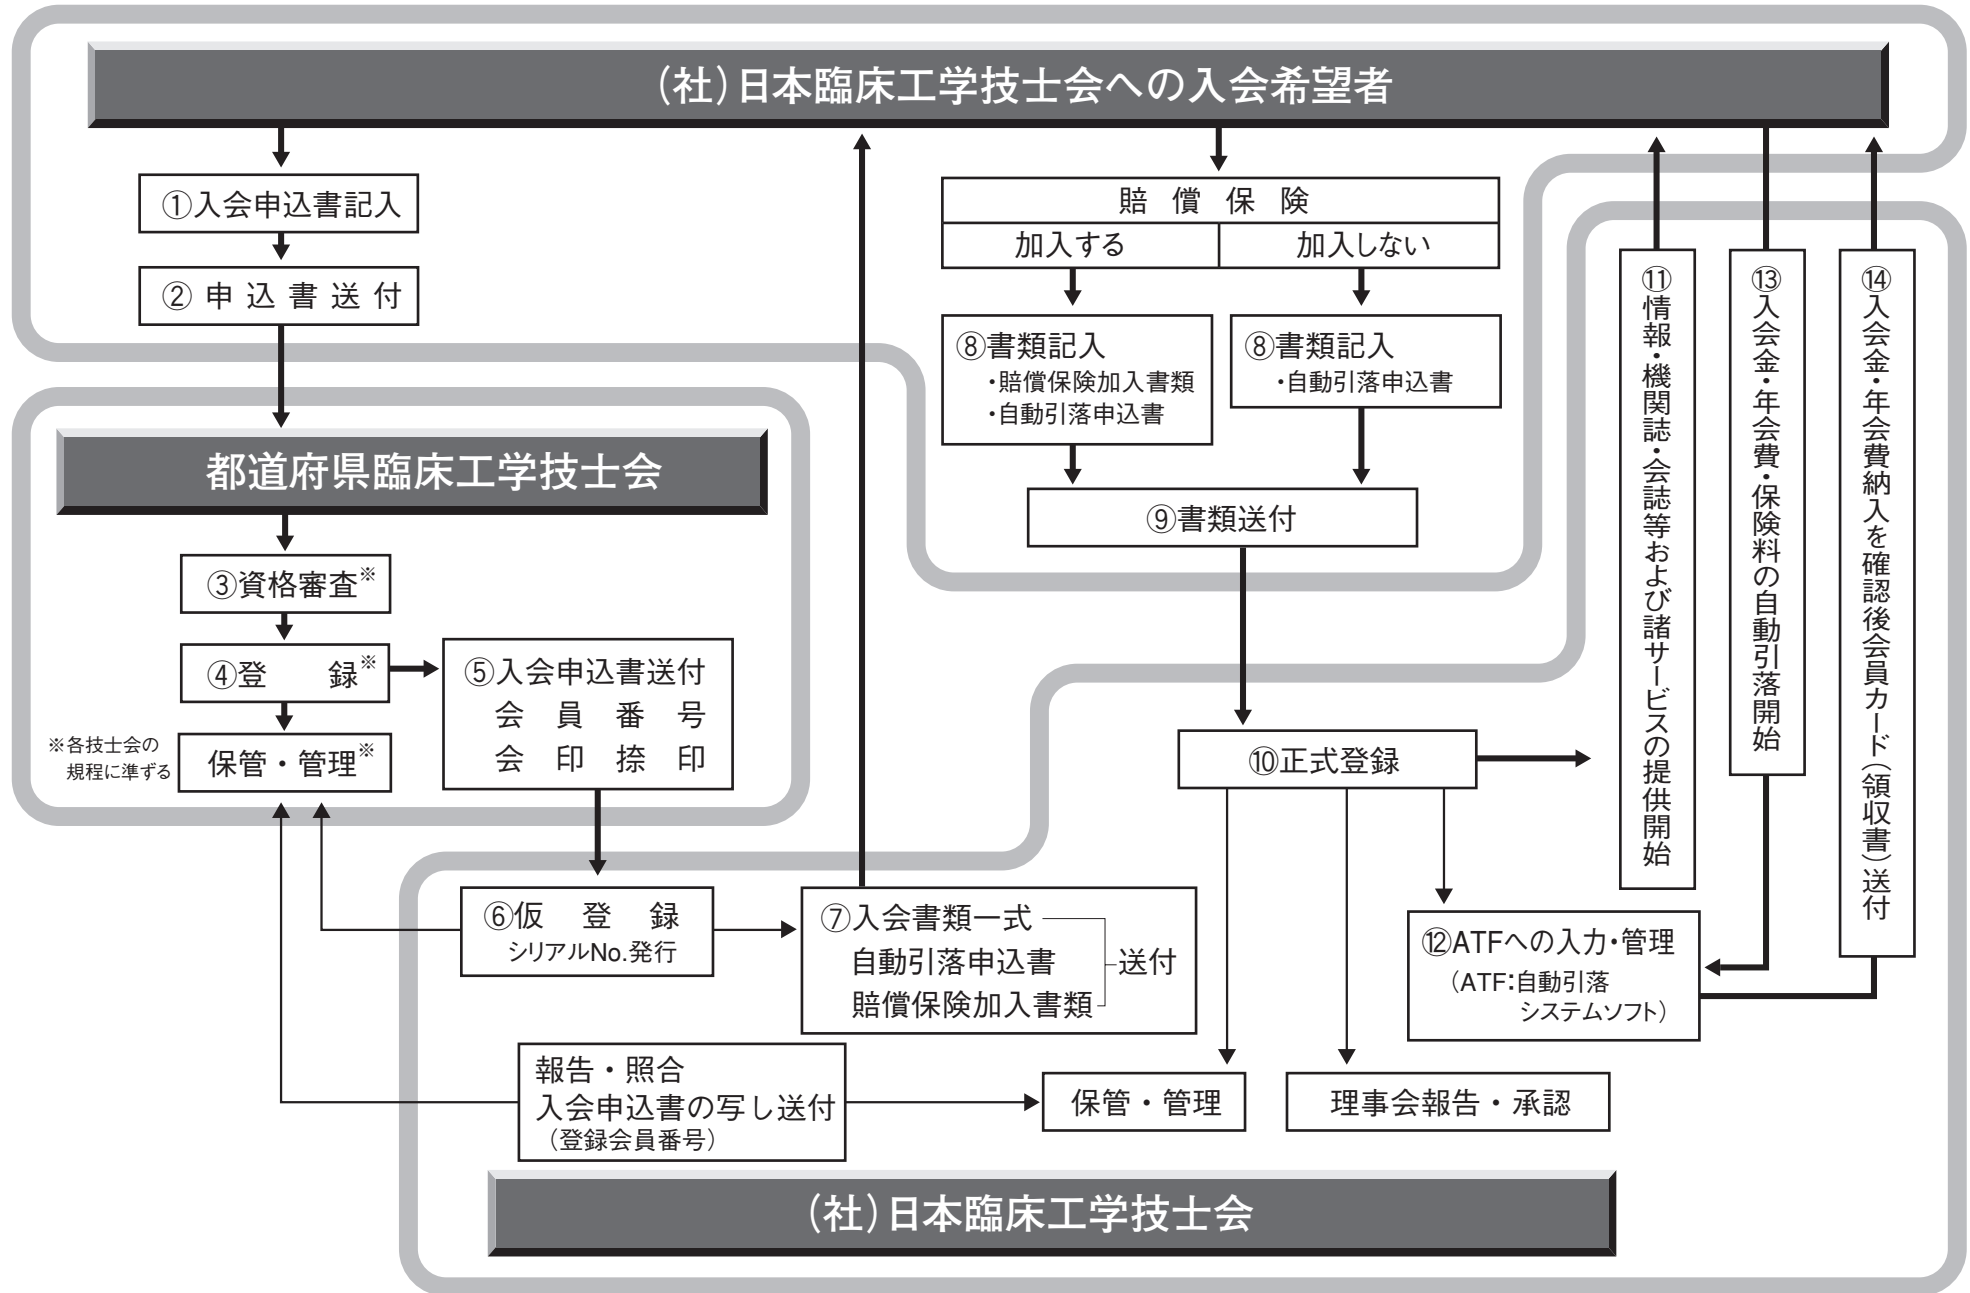 (社)日本臨床工学技士会への入会希望者
①入会申込書記入
②申込書送付
賠償保険
加入する
加入しない
⑧書類記入
・賠償保険加入書類
・自動引落申込書
⑧書類記入
・自動引落申込書
⑨書類送付
都道府県臨床工学技士会
③資格審査※
④登録※
保管・管理※
※各技士会の
規程に準ずる
⑤入会申込書送付
会員番号
会印捺印
⑥仮登録
シリアルNo.発行
⑦入会書類一式
自動引落申込書
賠償保険加入書類
送付
⑩正式登録
⑪情報・機関誌・会誌等および諸サービスの提供開始
⑬入会金・年会費・保険料の自動引落開始
⑭入会金・年会費納入を確認後会員カード(領収書)送付
⑫ATFへの入力・管理
(ATF:自動引落
システムソフト)
報告・照合
入会申込書の写し送付
(登録会員番号)
保管・管理
理事会報告・承認
(社)日本臨床工学技士会